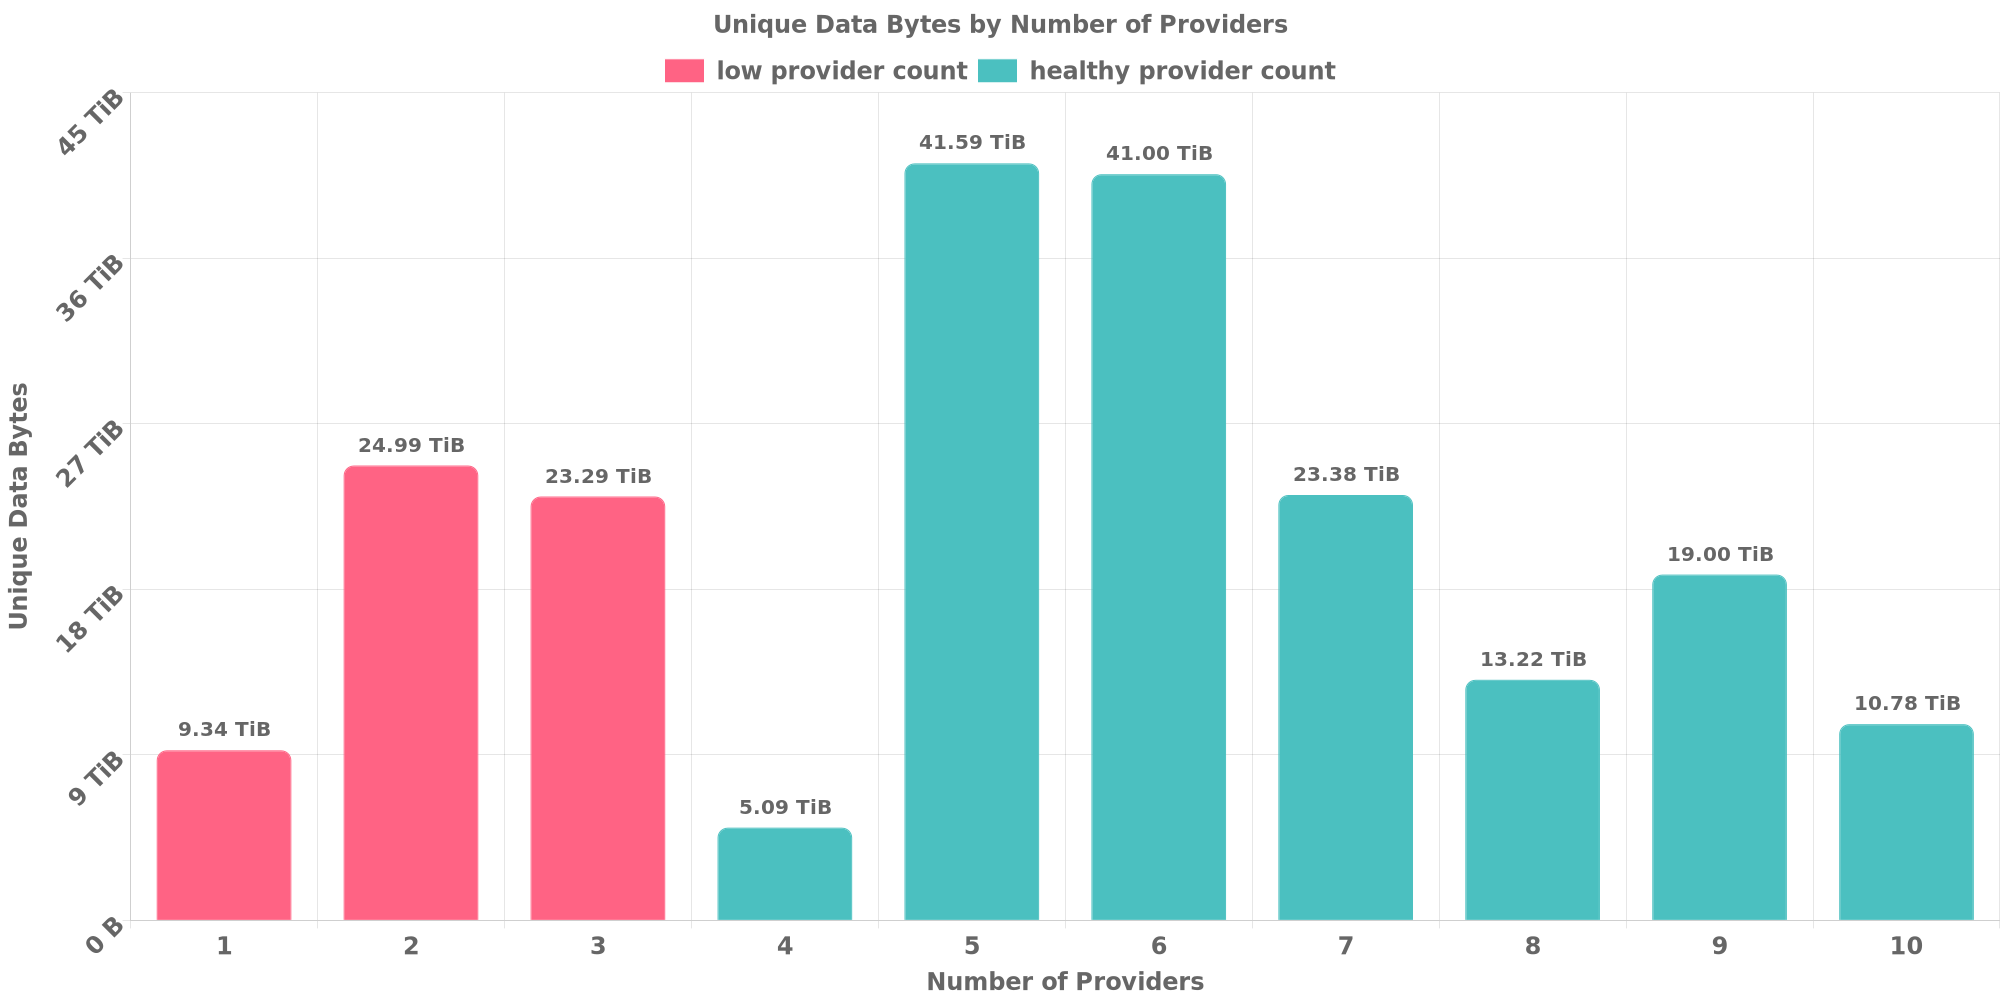 Unique Data Bytes by Number of Providers
low provider count healthy provider count
45 TiB
36 TiB
27 TiB
18 TiB
9 TiB
0 B
Unique Data Bytes
9.34 TiB
24.99 TiB
23.29 TiB
5.09 TiB
41.59 TiB
41.00 TiB
23.38 TiB
13.22 TiB
19.00 TiB
10.78 TiB
1 2 3 4 5 6 7 8 9 10
Number of Providers